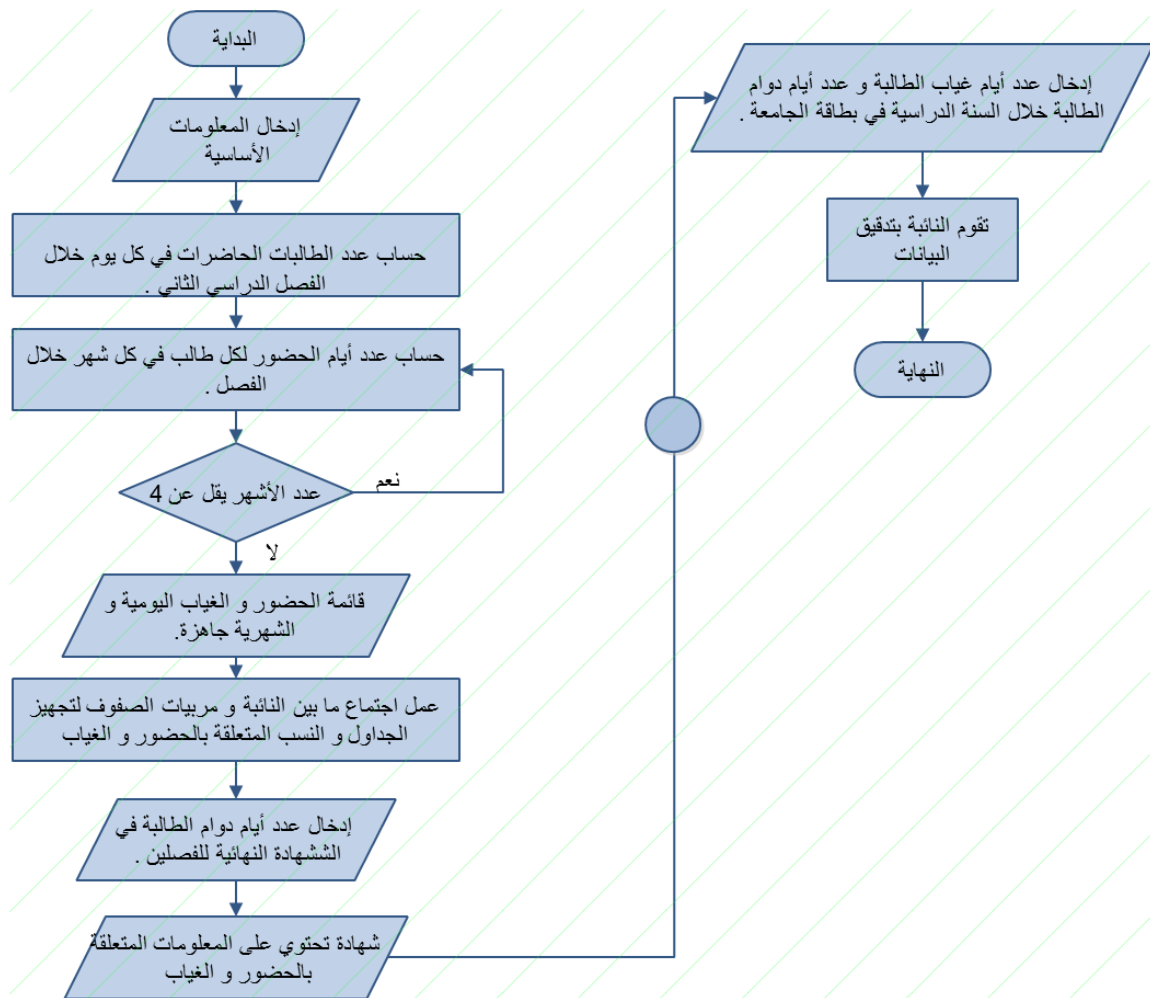 البداية
إدخال المعلومات
الأساسية
حساب عدد الطالبات الحاضرات في كل يوم خلال
الفصل الدراسي الثاني .
حساب عدد أيام الحضور لكل طالب في كل شهر خلال
الفصل .
عدد الأشهر يقل عن 4
نعم
لا
قائمة الحضور و الغياب اليومية و
الشهرية جاهزة.
عمل اجتماع ما بين النائبة و مربيات الصفوف لتجهيز
الجداول و النسب المتعلقة بالحضور و الغياب
إدخال عدد أيام دوام الطالبة في
الششهادة النهائية للفصلين .
شهادة تحتوي على المعلومات المتعلقة
بالحضور و الغياب
إدخال عدد أيام غياب الطالبة و عدد أيام دوام
الطالبة خلال السنة الدراسية في بطاقة الجامعة .
تقوم النائبة بتدقيق
البيانات
النهاية